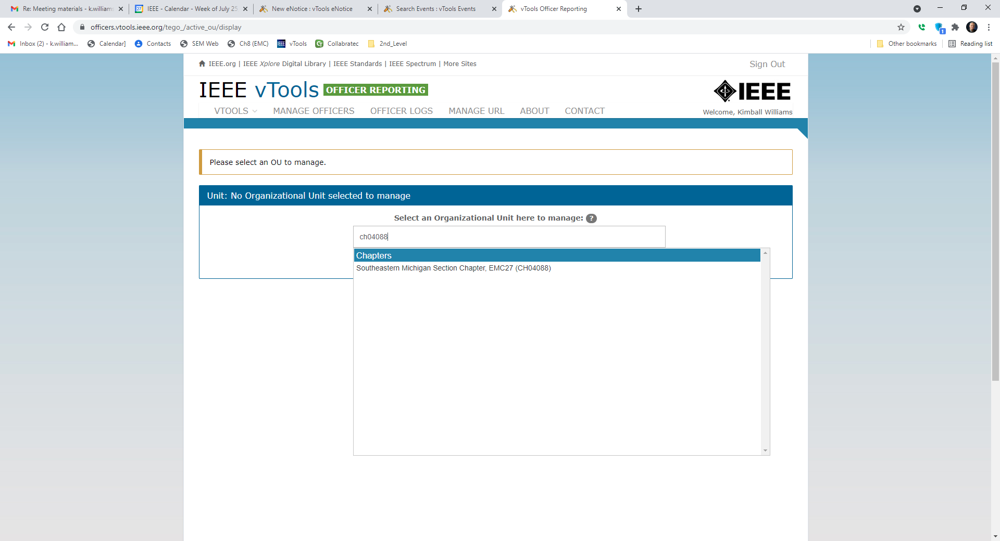 Re: Meeting materials - k.williams
IEEE - Calendar - Week of July 25
New eNotice : vTools eNotice
Search Events : vTools Events
vTools Officer Reporting
officers.vtools.ieee.org/tego_/active_ou/display
1
Inbox (2) - k.william...
Calendar]
Contacts
SEM Web
Ch8 (EMC)
IEEE vTools
Collabratec
2nd_Level
Other bookmarks
Reading list
IEEE.org | IEEE Xplore Digital Library | IEEE Standards | IEEE Spectrum | More Sites
Sign Out
IEEE vTools OFFICER REPORTING
IEEE
VTOOLS MANAGE OFFICERS OFFICER LOGS MANAGE URL ABOUT CONTACT
Welcome, Kimball Williams
Please select an OU to manage.
Unit: No Organizational Unit selected to manage
Select an Organizational Unit here to manage: ?
ch04088
Chapters
Southeastern Michigan Section Chapter, EMC27 (CH04088)